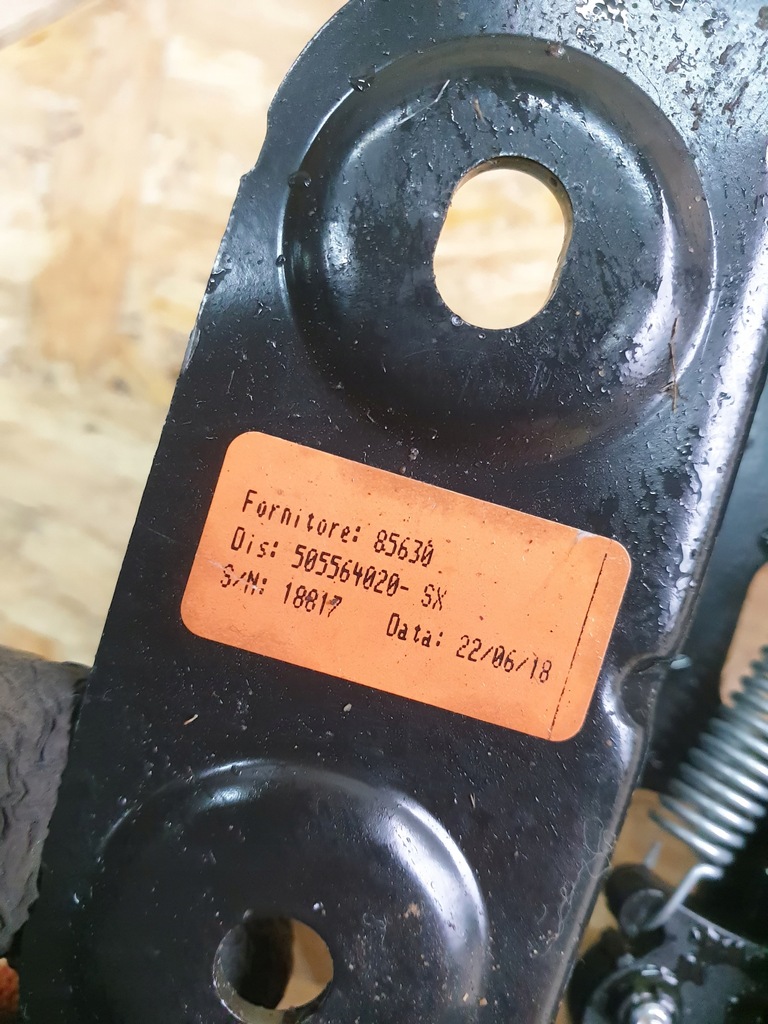 Fornitore: 85630
Dis: 505564020- SX
S/N: 18817
Data: 22/06/18